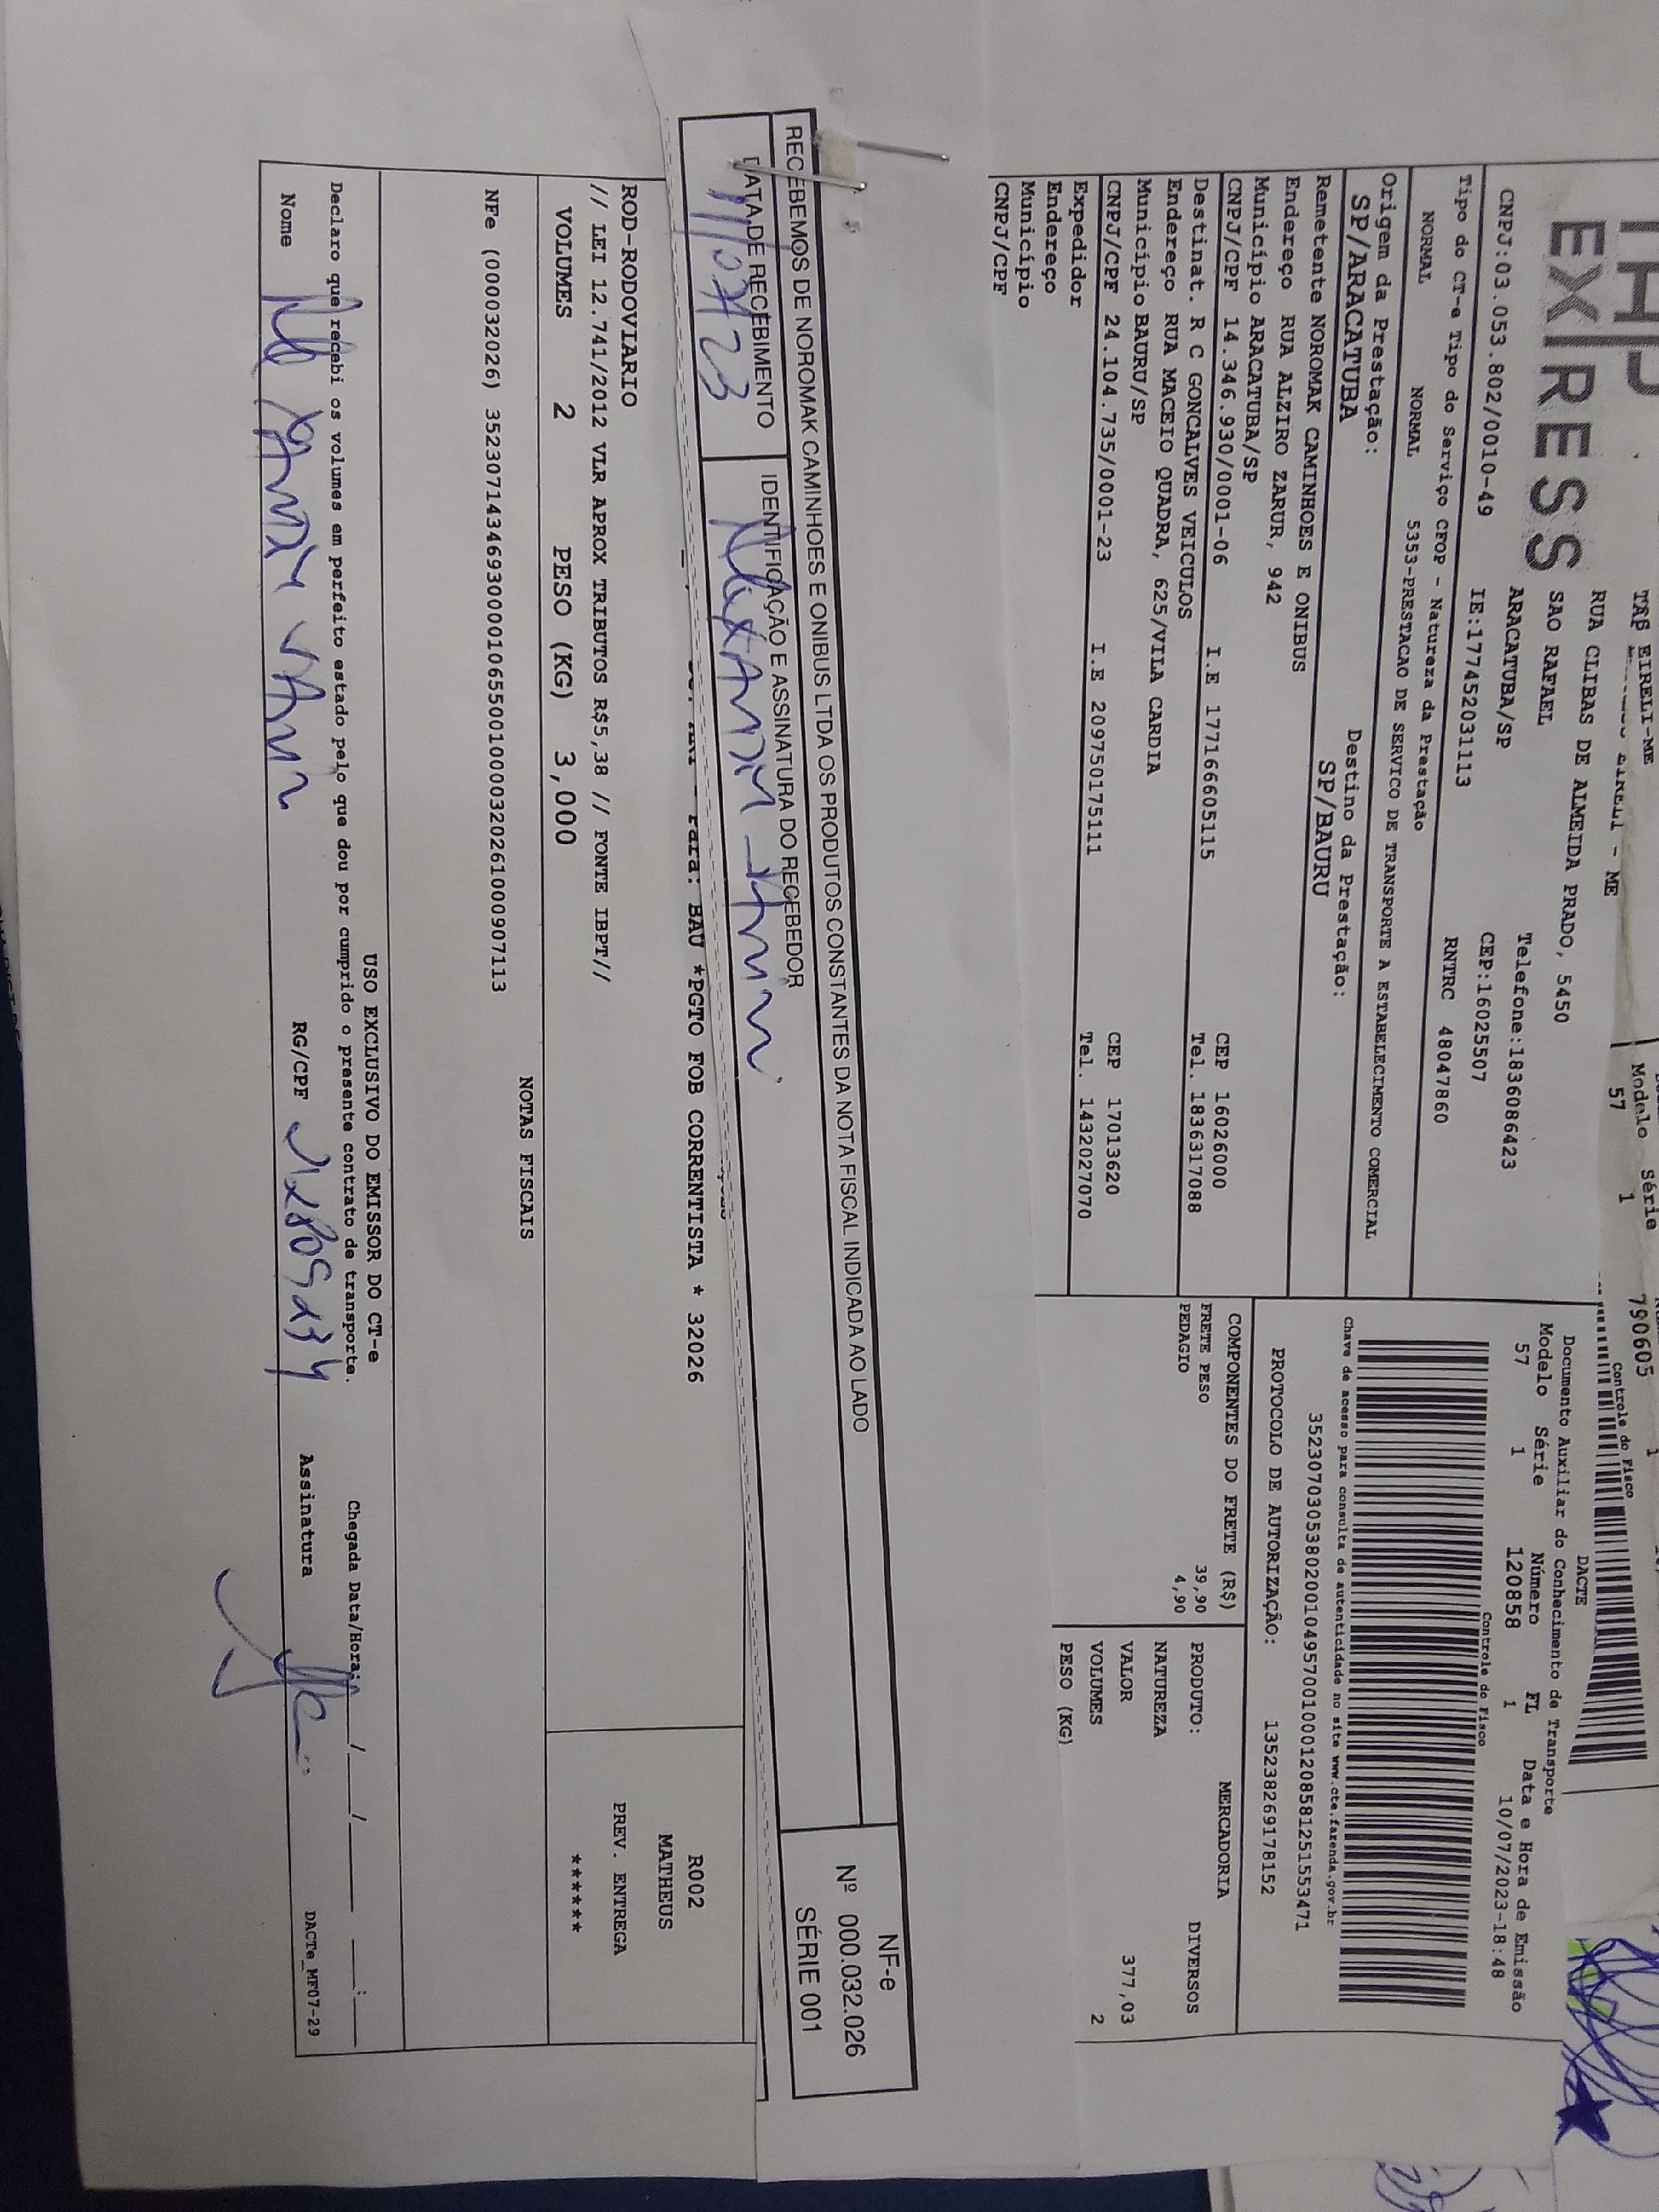 EXPRESS
TAS EIRELI-ME
RUA CLIBAS DE ALMEIDA PRADO, 5450
SAO RAFAEL
ARACATUBA/SP
Telefone:1836086423
CNPJ:03.053.802/0010-49
IE:177452031113
CEP:16025507
RNTRC 48047860
Modelo Série
57 1 790605
Controle do Fisco
DACTE
Documento Auxiliar do Conhecimento de Transporte
Modelo Série Número FL Data e Hora de Emissão
57 1 120858 1 10/07/2023-18:48
Controle do Fisco
Tipo do CT-e Tipo do Serviço CFOP - Natureza da Prestação
NORMAL NORMAL 5353-PRESTACAO DE SERVICO DE TRANSPORTE A ESTABELECIMENTO COMERCIAL
Chave de acesso para consulta de autenticidade no site www.cte.fazenda.gov.br
35230703053802001049570010001208581251553471
Origem da Prestação:
SP/ARACATUBA
Destino da Prestação:
SP/BAURU
PROTOCOLO DE AUTORIZAÇÃO: 135238269178152
Remetente NOROMAK CAMINHOES E ONIBUS
Endereço RUA ALZIRO ZARUR, 942
Município ARACATUBA/SP
CEP 16026000
CNPJ/CPF 14.346.930/0001-06 I.E 177166605115 Tel. 1836317088
Destinat. R C GONCALVES VEICULOS
Endereço RUA MACEIO QUADRA, 625/VILA CARDIA
Município BAURU/SP
CEP 17013620
CNPJ/CPF 24.104.735/0001-23 I.E 209750175111 Tel. 1432027070
Expedidor
Endereço
Município
CNPJ/CPF
COMPONENTES DO FRETE (R$)
FRETE PESO 39,90
PEDAGIO 4,90
MERCADORIA
PRODUTO: DIVERSOS
NATUREZA
VALOR 377,03
VOLUMES 2
PESO (KG)
RECEBEMOS DE NOROMAK CAMINHOES E ONIBUS LTDA OS PRODUTOS CONSTANTES DA NOTA FISCAL INDICADA AO LADO
DATA DE RECEBIMENTO
11/07/23
IDENTIFICAÇÃO E ASSINATURA DO RECEBEDOR
NF-e
Nº 000.032.026
SÉRIE 001
Para: BAU *PGTO FOB CORRENTISTA * 32026
ROD-RODOVIARIO
// LEI 12.741/2012 VLR APROX TRIBUTOS R$5,38 // FONTE IBPT//
VOLUMES 2 PESO (KG) 3,000
R002
MATHEUS
PREV. ENTREGA
******
NOTAS FISCAIS
NFe (000032026) 35230714346930000106550010000320261000907113
USO EXCLUSIVO DO EMISSOR DO CT-e
Declaro que recebi os volumes em perfeito estado pelo que dou por cumprido o presente contrato de transporte.
Chegada Data/Hora: / / :
Nome
RG/CPF
Assinatura
DACTe_MF07-29